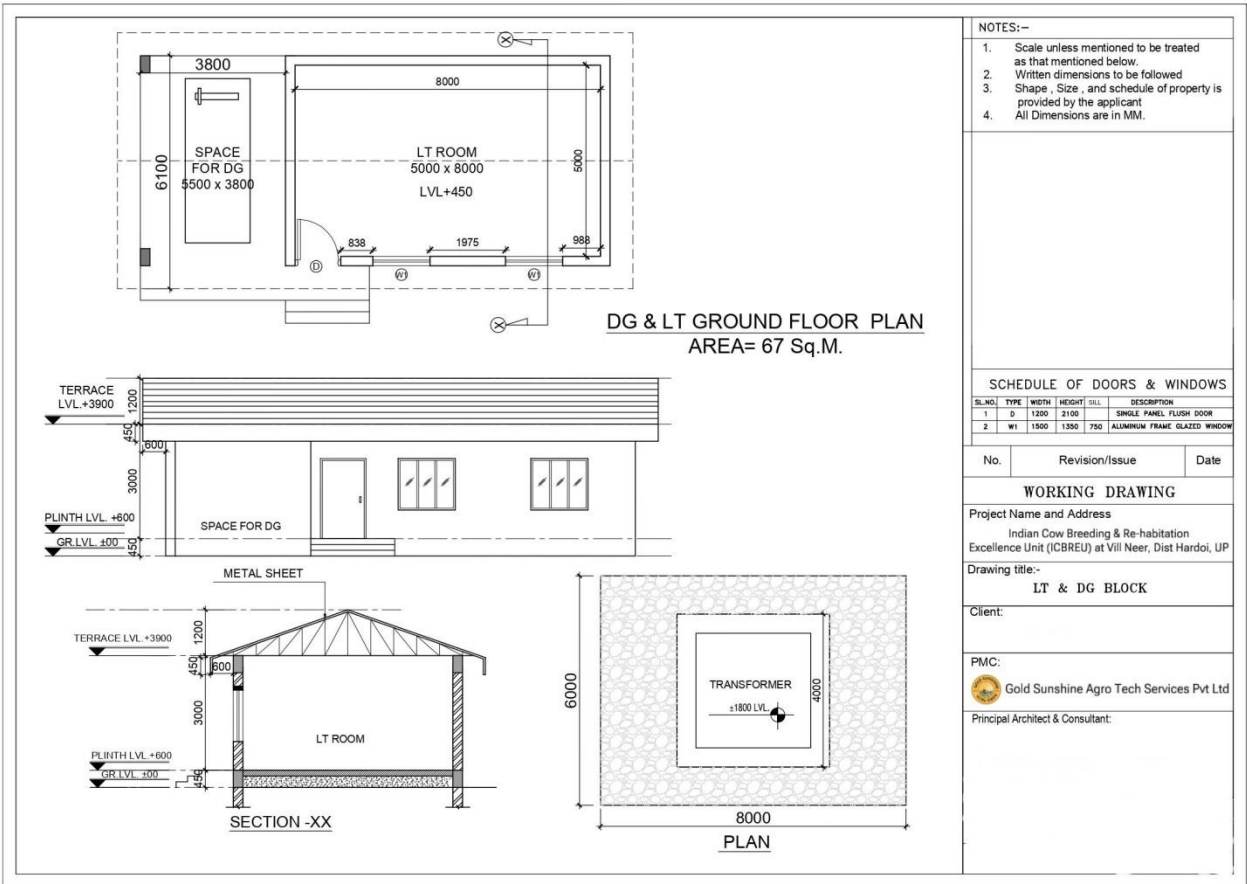 X
3800
8000
SPACE
FOR DG
5500 x 3800
6100
LT ROOM
5000 x 8000
LVL+450
5000
838
1975
988
D
W1
W1
X
DG & LT GROUND FLOOR PLAN
AREA= 67 Sq.M.
TERRACE
LVL.+3900
1200
450
600
3000
PLINTH LVL. +600
GR.LVL. ±00
450
SPACE FOR DG
METAL SHEET
TERRACE LVL.+3900
1200
450
600
3000
LT ROOM
PLINTH LVL.+600
GR.LVL. ±00
450
SECTION -XX
6000
TRANSFORMER
±1800 LVL.
4000
8000
PLAN
NOTES:-
1. Scale unless mentioned to be treated
as that mentioned below.
2. Written dimensions to be followed
3. Shape , Size , and schedule of property is
provided by the applicant
4. All Dimensions are in MM.
SCHEDULE OF DOORS & WINDOWS
SL.NO. TYPE WIDTH HEIGHT SILL DESCRIPTION
1 D 1200 2100 SINGLE PANEL FLUSH DOOR
2 W1 1500 1350 750 ALUMINUM FRAME GLAZED WINDOW
No. Revision/Issue Date
WORKING DRAWING
Project Name and Address
Indian Cow Breeding & Re-habitation
Excellence Unit (ICBREU) at Vill Neer, Dist Hardoi, UP
Drawing title:-
LT & DG BLOCK
Client:
PMC:
Gold Sunshine Agro Tech Services Pvt Ltd
Principal Architect & Consultant: